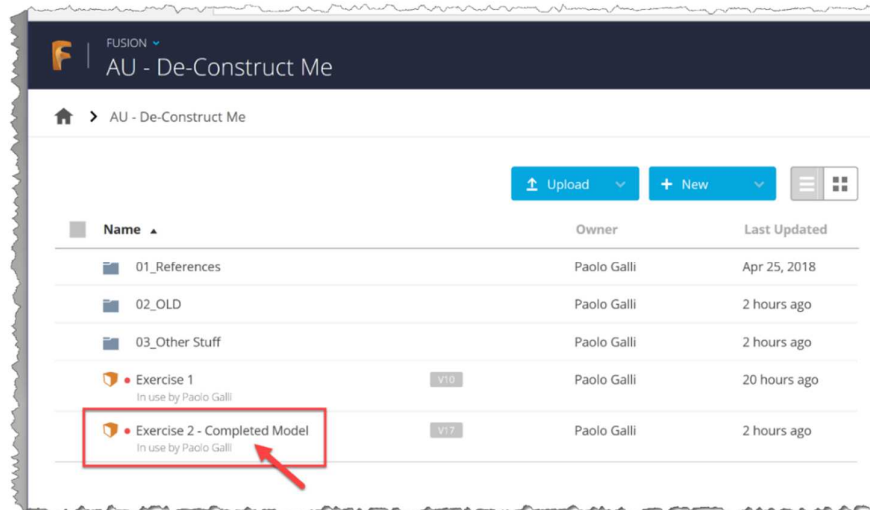 FUSION
AU - De-Construct Me
AU - De-Construct Me
Upload
New
Name Owner Last Updated
01_References Paolo Galli Apr 25, 2018
02_OLD Paolo Galli 2 hours ago
03_Other Stuff Paolo Galli 2 hours ago
Exercise 1 V10 Paolo Galli 20 hours ago
In use by Paolo Galli
Exercise 2 - Completed Model V17 Paolo Galli 2 hours ago
In use by Paolo Galli